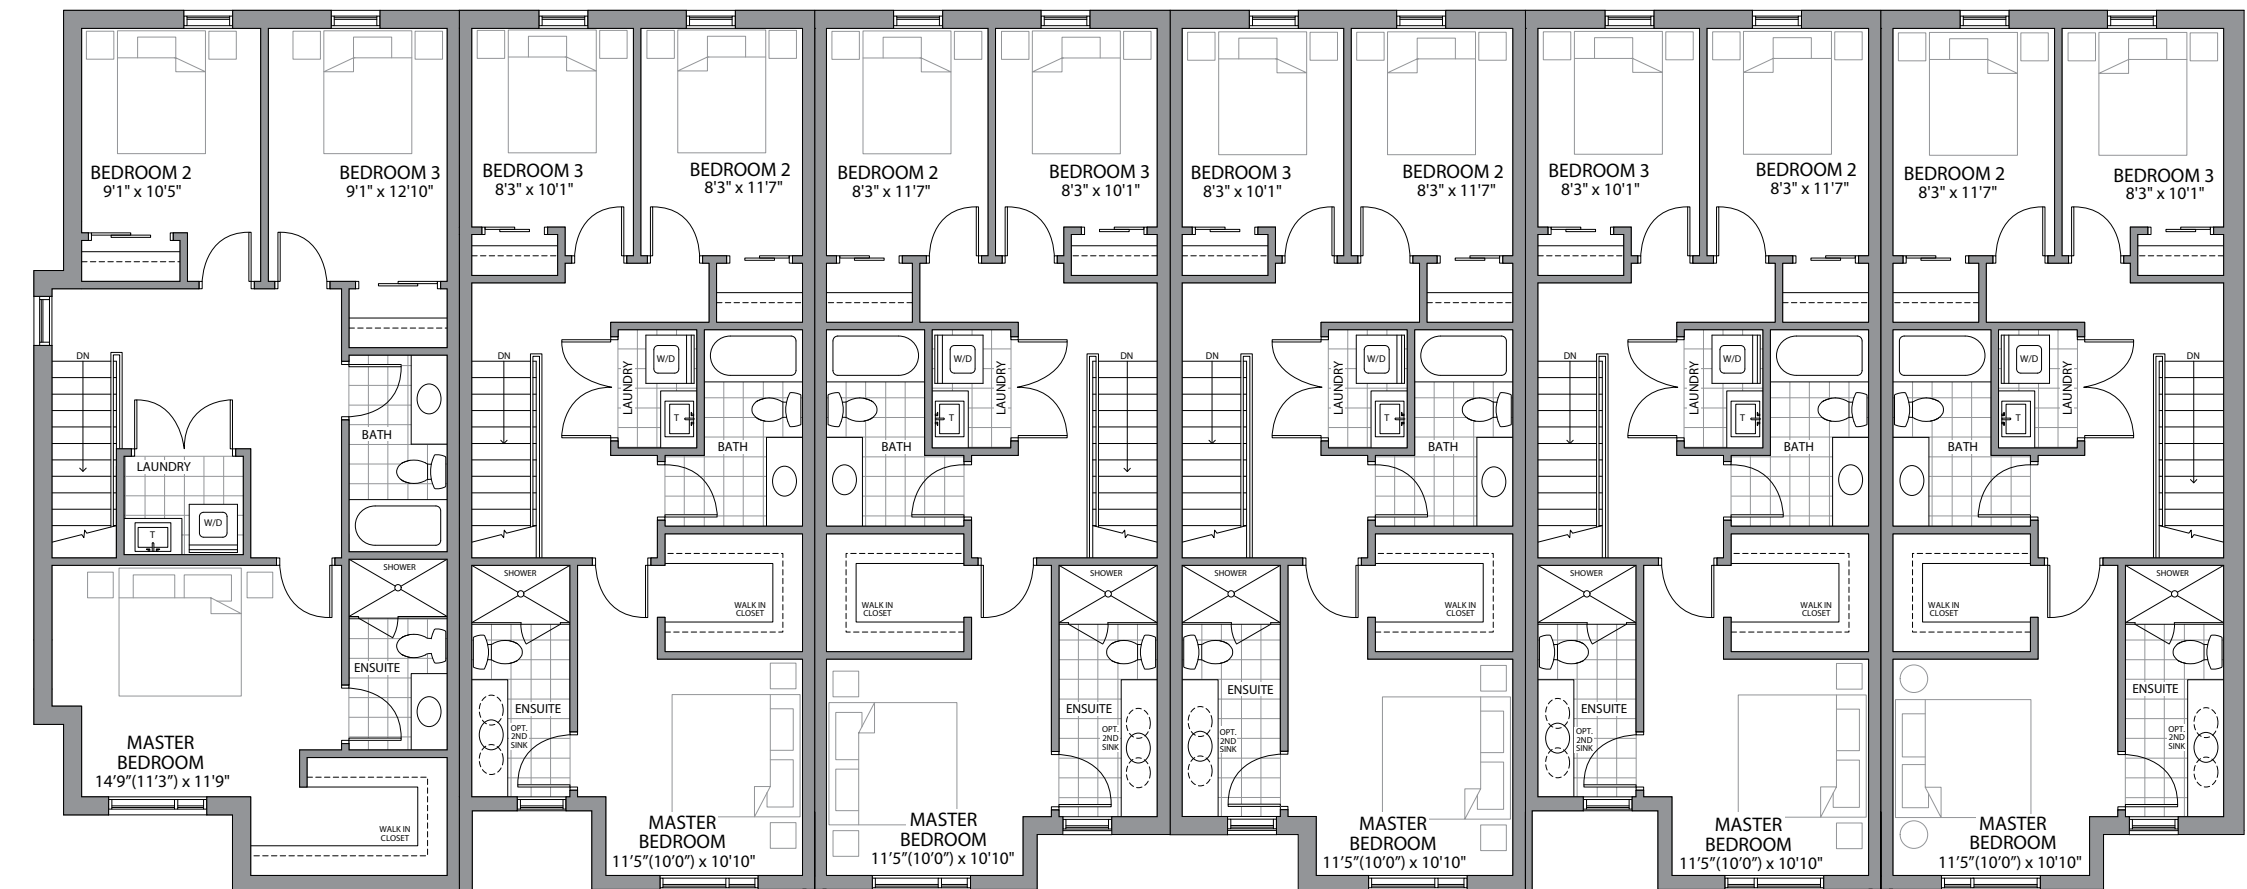 BEDROOM 2
9'1" x 10'5"
BEDROOM 3
9'1" x 12'10"
DN
LAUNDRY
T
W/D
BATH
SHOWER
ENSUITE
MASTER
BEDROOM
14'9"(11'3") x 11'9"
WALK IN
CLOSET
BEDROOM 3
8'3" x 10'1"
BEDROOM 2
8'3" x 11'7"
DN
LAUNDRY
W/D
T
BATH
SHOWER
WALK IN
CLOSET
ENSUITE
OPT.
2ND
SINK
MASTER
BEDROOM
11'5"(10'0") x 10'10"
BEDROOM 2
8'3" x 11'7"
BEDROOM 3
8'3" x 10'1"
W/D
T
LAUNDRY
DN
BATH
WALK IN
CLOSET
SHOWER
ENSUITE
OPT.
2ND
SINK
MASTER
BEDROOM
11'5"(10'0") x 10'10"
BEDROOM 3
8'3" x 10'1"
BEDROOM 2
8'3" x 11'7"
DN
LAUNDRY
W/D
T
BATH
SHOWER
WALK IN
CLOSET
ENSUITE
OPT.
2ND
SINK
MASTER
BEDROOM
11'5"(10'0") x 10'10"
BEDROOM 3
8'3" x 10'1"
BEDROOM 2
8'3" x 11'7"
DN
LAUNDRY
W/D
T
BATH
SHOWER
WALK IN
CLOSET
ENSUITE
OPT.
2ND
SINK
MASTER
BEDROOM
11'5"(10'0") x 10'10"
BEDROOM 2
8'3" x 11'7"
BEDROOM 3
8'3" x 10'1"
W/D
T
LAUNDRY
DN
BATH
WALK IN
CLOSET
SHOWER
ENSUITE
OPT.
2ND
SINK
MASTER
BEDROOM
11'5"(10'0") x 10'10"